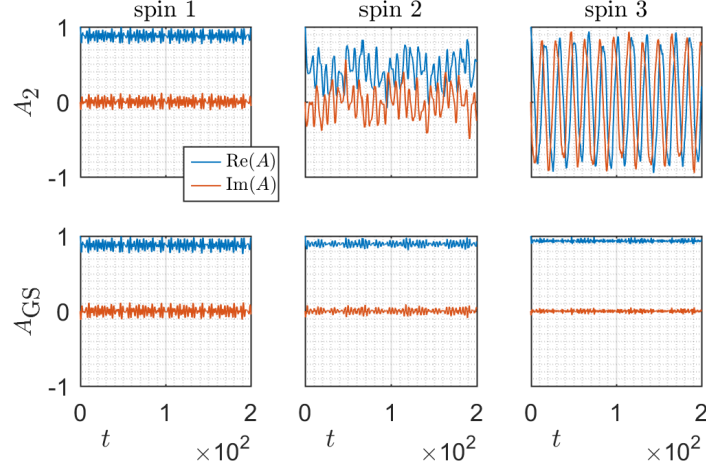 spin 1 spin 2 spin 3
1
A2
0
-1
Re(A)
Im(A)
1
AGS
0
-1
0 1 2 0 1 2 0 1 2
t ×10² t ×10² t ×10²